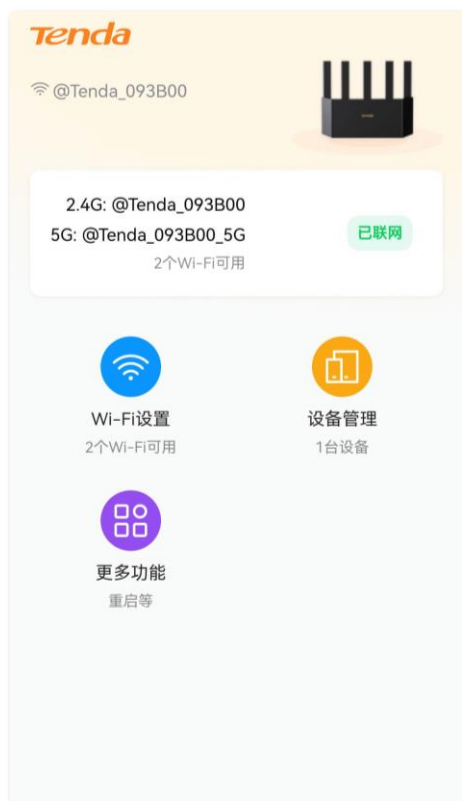 Tenda
@Tenda_093B00
2.4G: @Tenda_093B00
5G: @Tenda_093B00_5G
2个Wi-Fi可用
已联网
Wi-Fi设置
2个Wi-Fi可用
设备管理
1台设备
更多功能
重启等